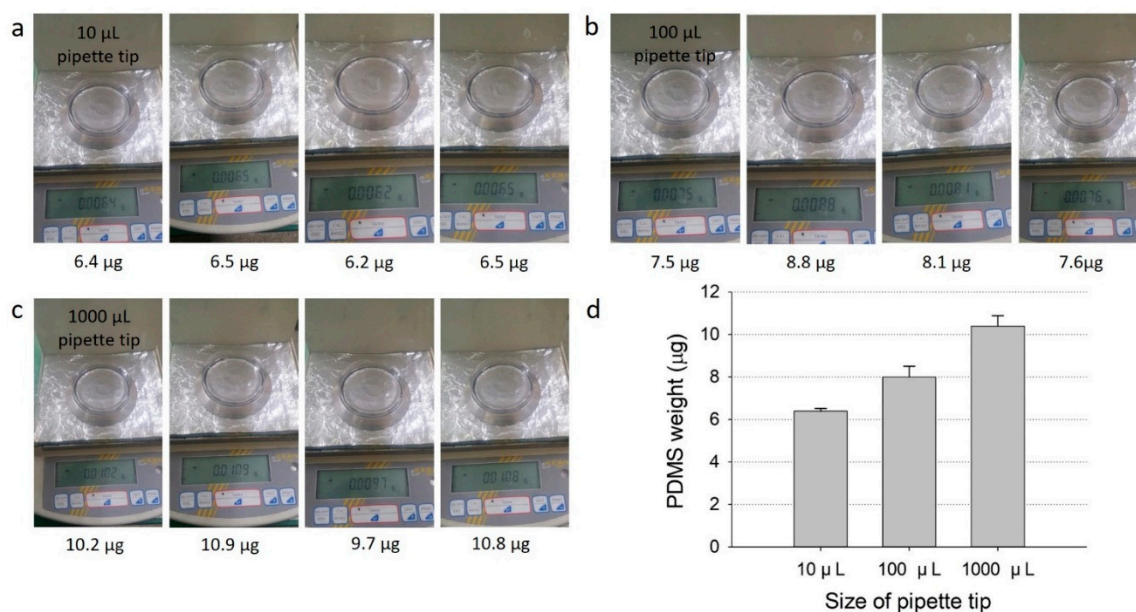 a
10 µL
pipette tip
0.0064
0.0065
0.0062
0.0065
6.4 µg
6.5 µg
6.2 µg
6.5 µg
b
100 µL
pipette tip
0.0075
0.0088
0.0081
0.0076
7.5 µg
8.8 µg
8.1 µg
7.6µg
c
1000 µL
pipette tip
0.0102
0.0109
0.0097
0.0108
10.2 µg
10.9 µg
9.7 µg
10.8 µg
d
PDMS weight (µg)
12
10
8
6
4
2
0
10 µ L
100 µ L
1000 µ L
Size of pipette tip